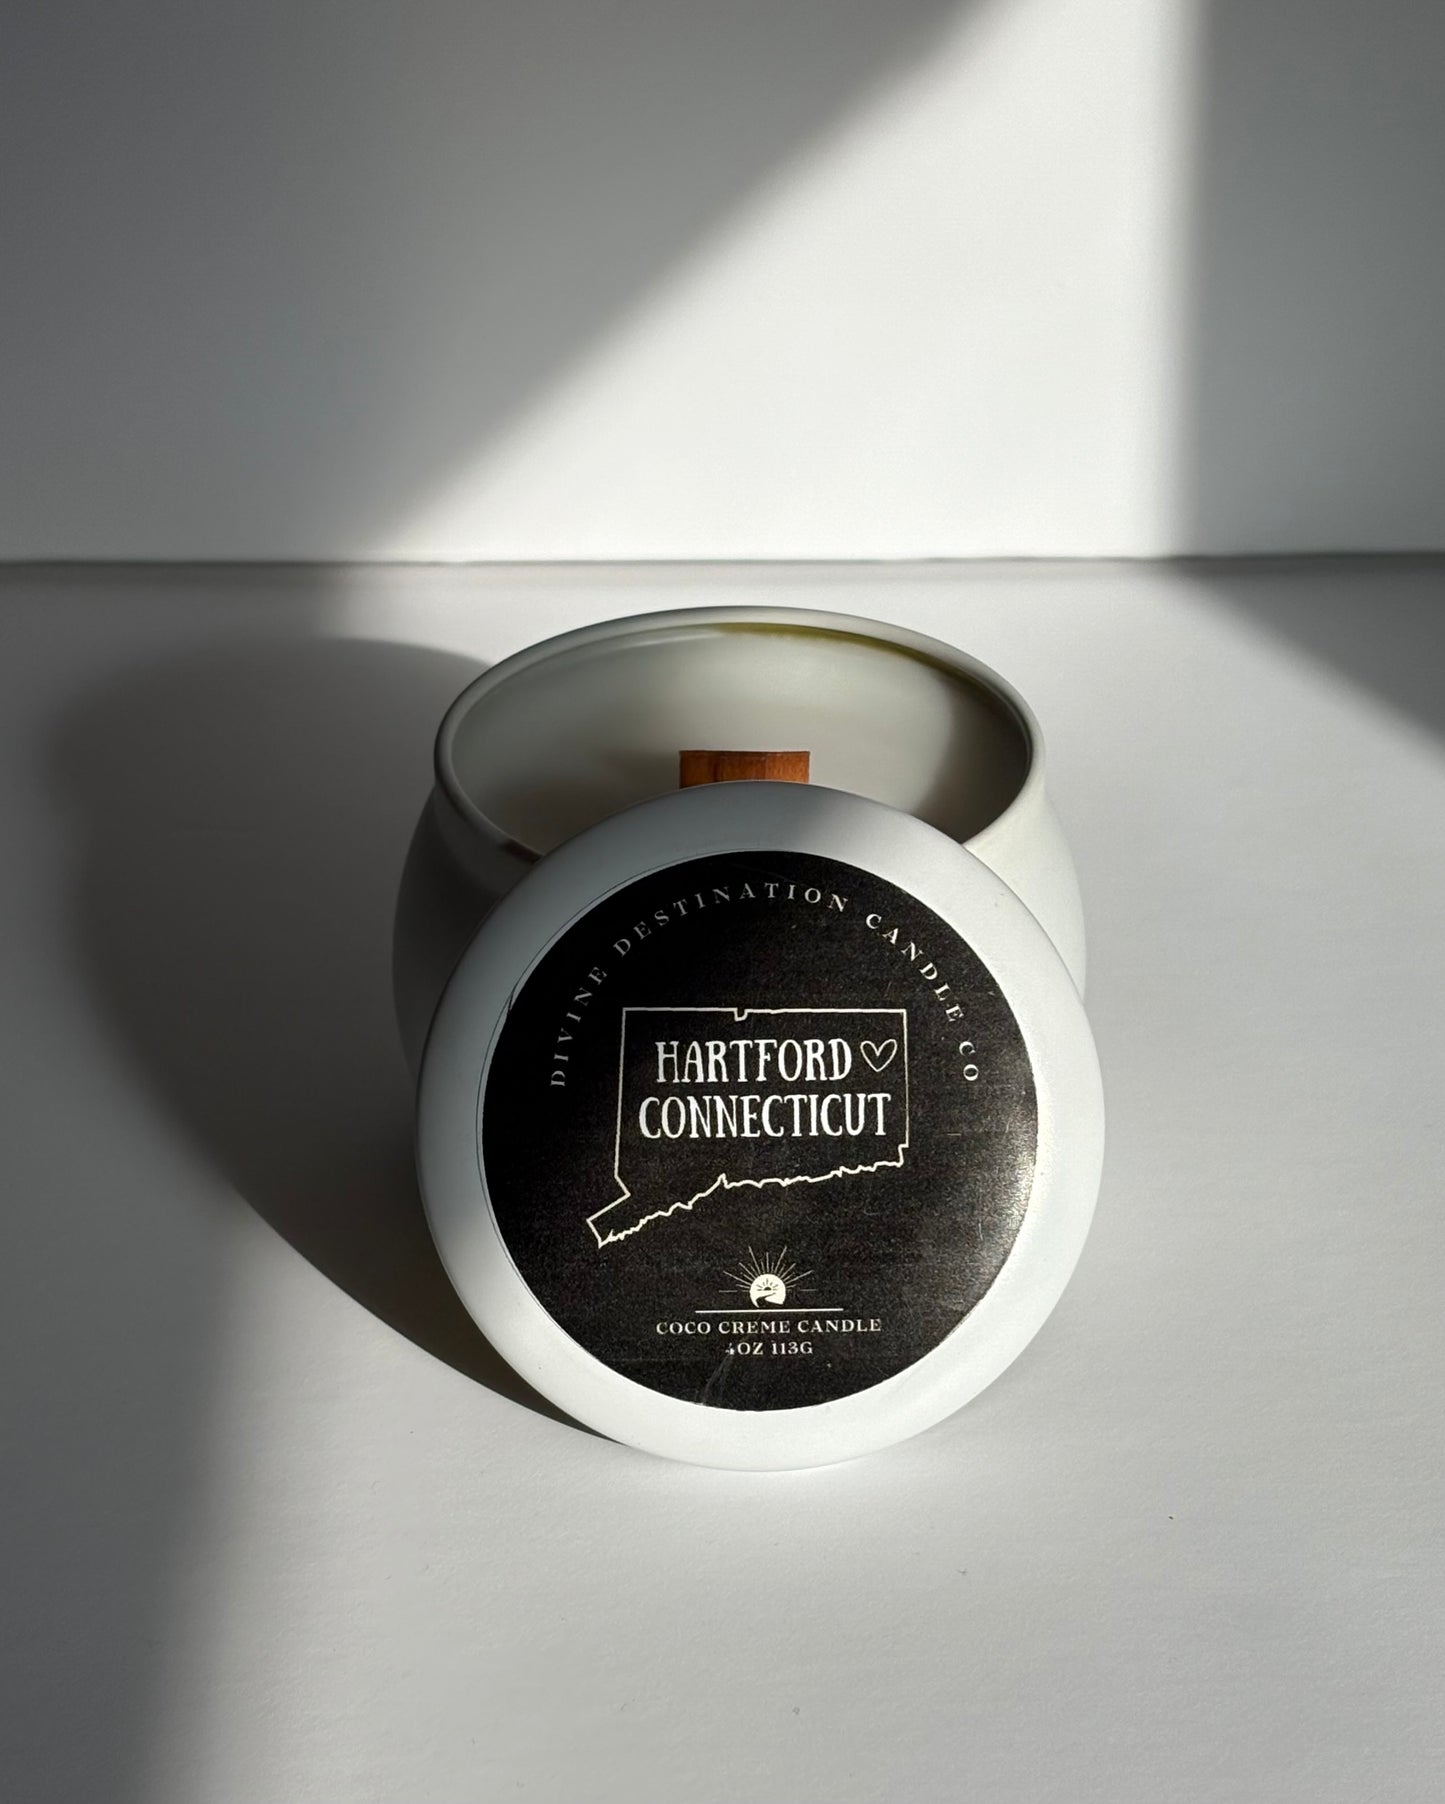 DIVINE DESTINATION CANDLE CO
HARTFORD
CONNECTICUT
COCO CREME CANDLE
4OZ 113G